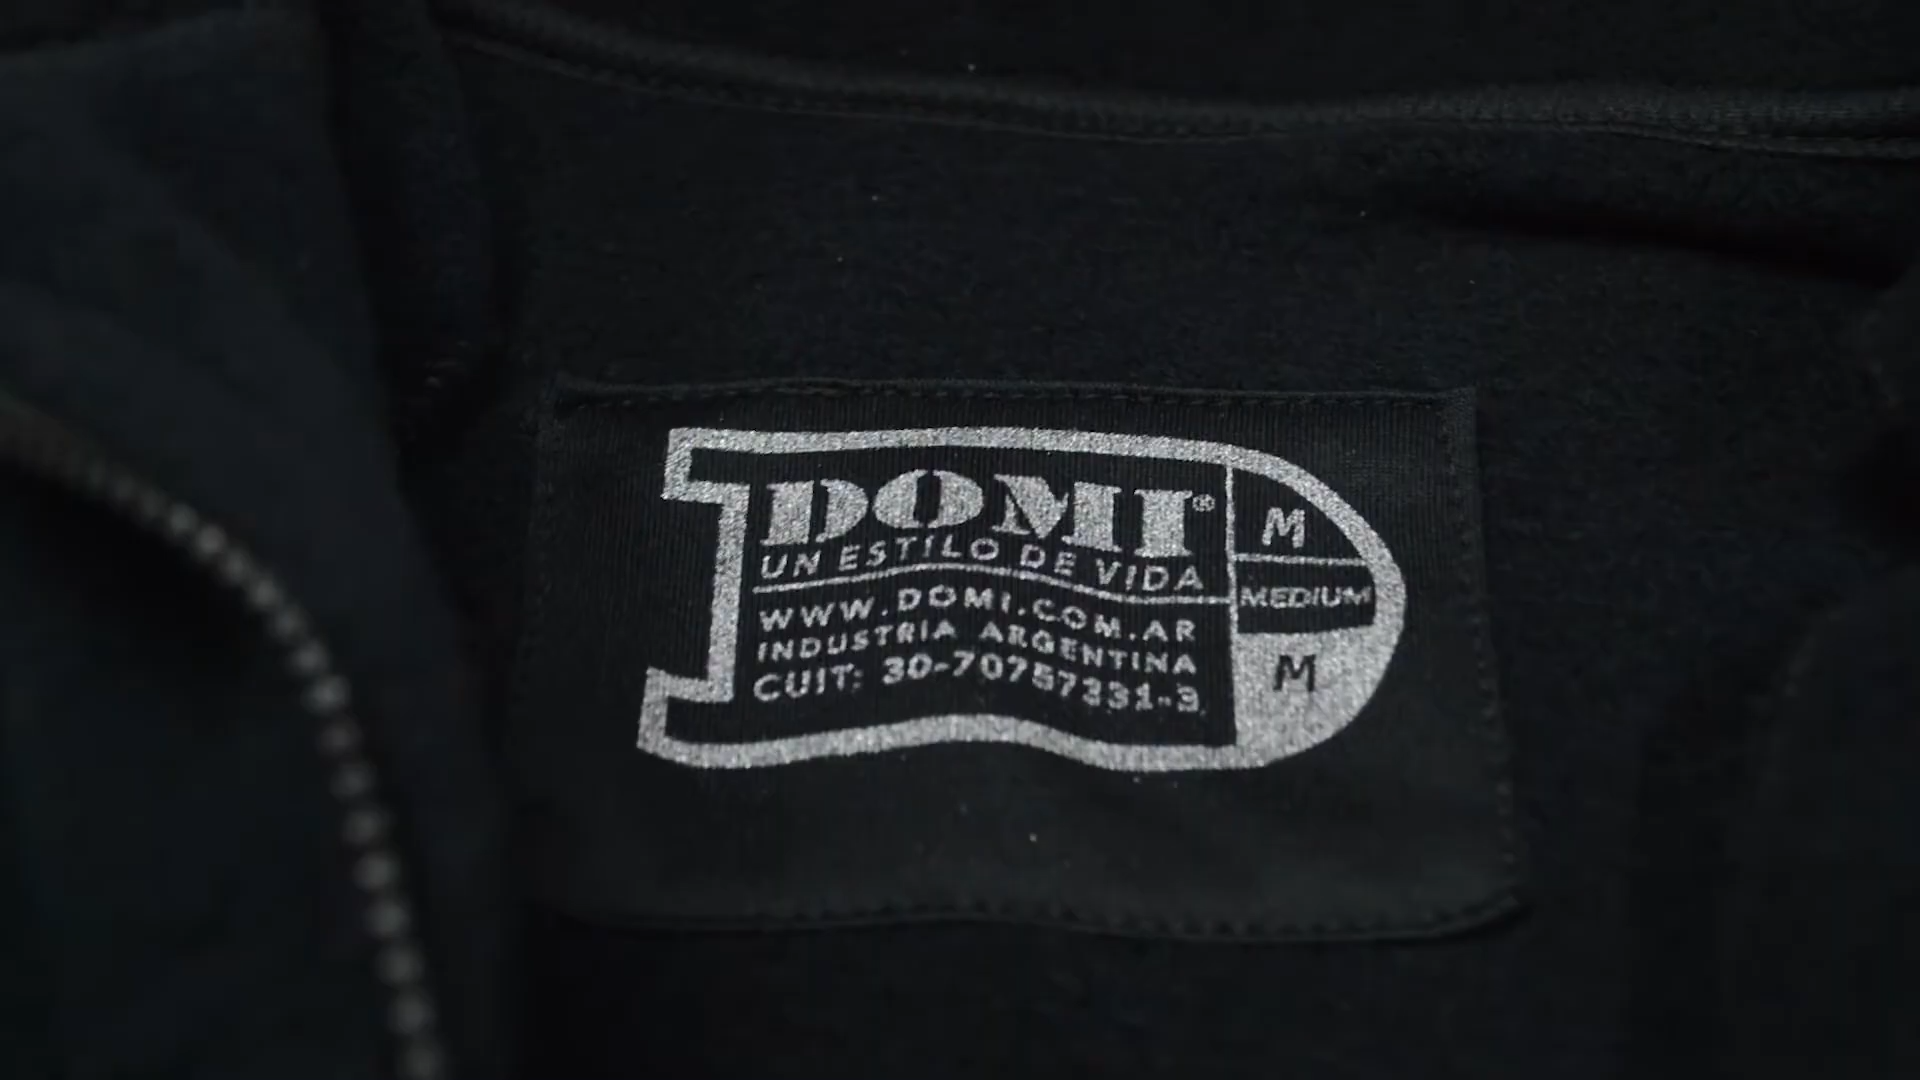 DOMI®
UN ESTILO DE VIDA
WWW.DOMI.COM.AR
INDUSTRIA ARGENTINA
CUIT: 30-70757331-3
M
MEDIUM
M